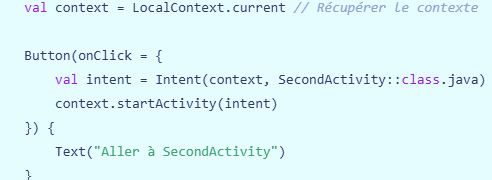 val context = LocalContext.current // Récupérer le contexte
Button(onClick = {
val intent = Intent(context, SecondActivity::class.java)
context.startActivity(intent)
}) {
Text("Aller à SecondActivity")
}